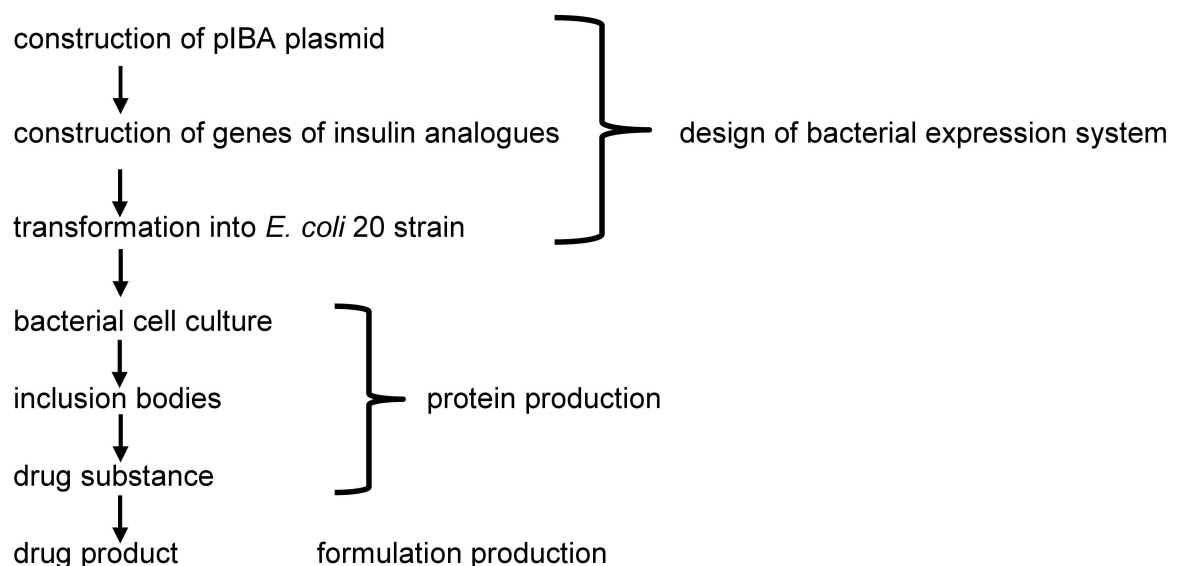 construction of pIBA plasmid
construction of genes of insulin analogues
design of bacterial expression system
transformation into E. coli 20 strain
bacterial cell culture
inclusion bodies
protein production
drug substance
drug product
formulation production